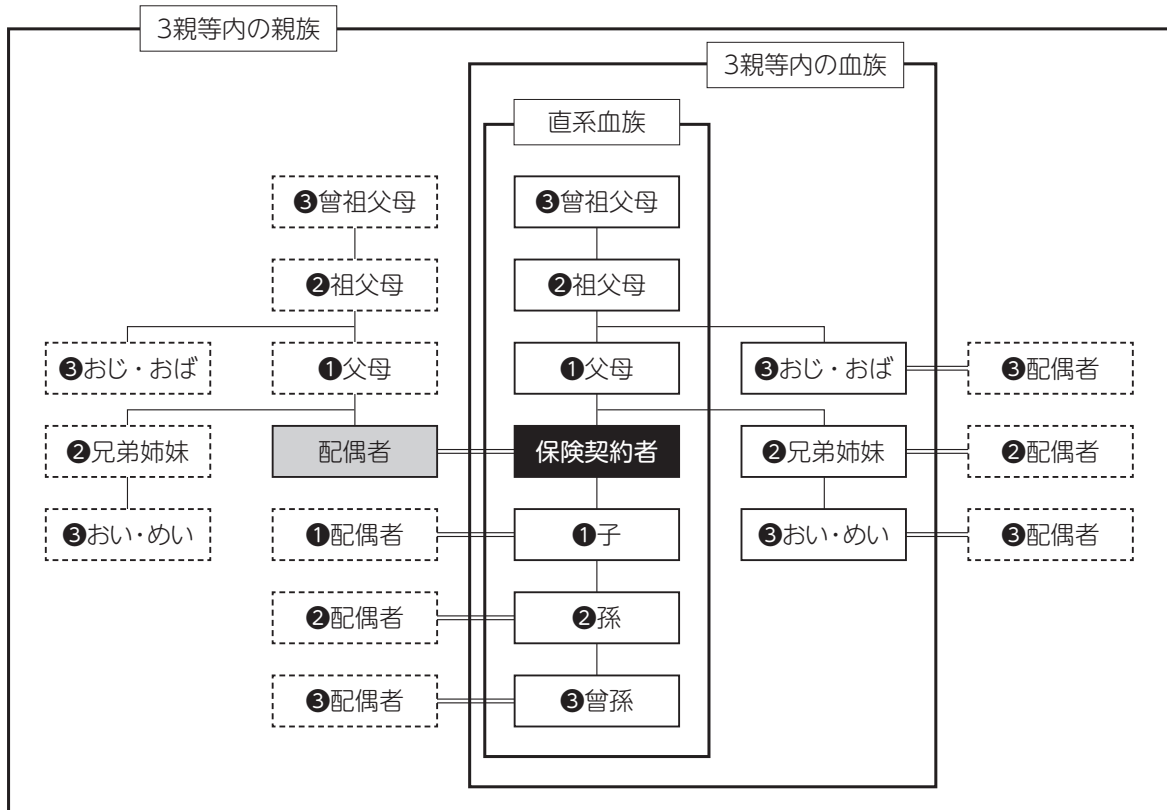 3親等内の親族
3親等内の血族
直系血族
❸曾祖父母
❸曾祖父母
❷祖父母
❷祖父母
❸おじ・おば
❶父母
❶父母
❸おじ・おば
❸配偶者
❷兄弟姉妹
配偶者
保険契約者
❷兄弟姉妹
❷配偶者
❸おい・めい
❶配偶者
❶子
❸おい・めい
❸配偶者
❷配偶者
❷孫
❸配偶者
❸曾孫